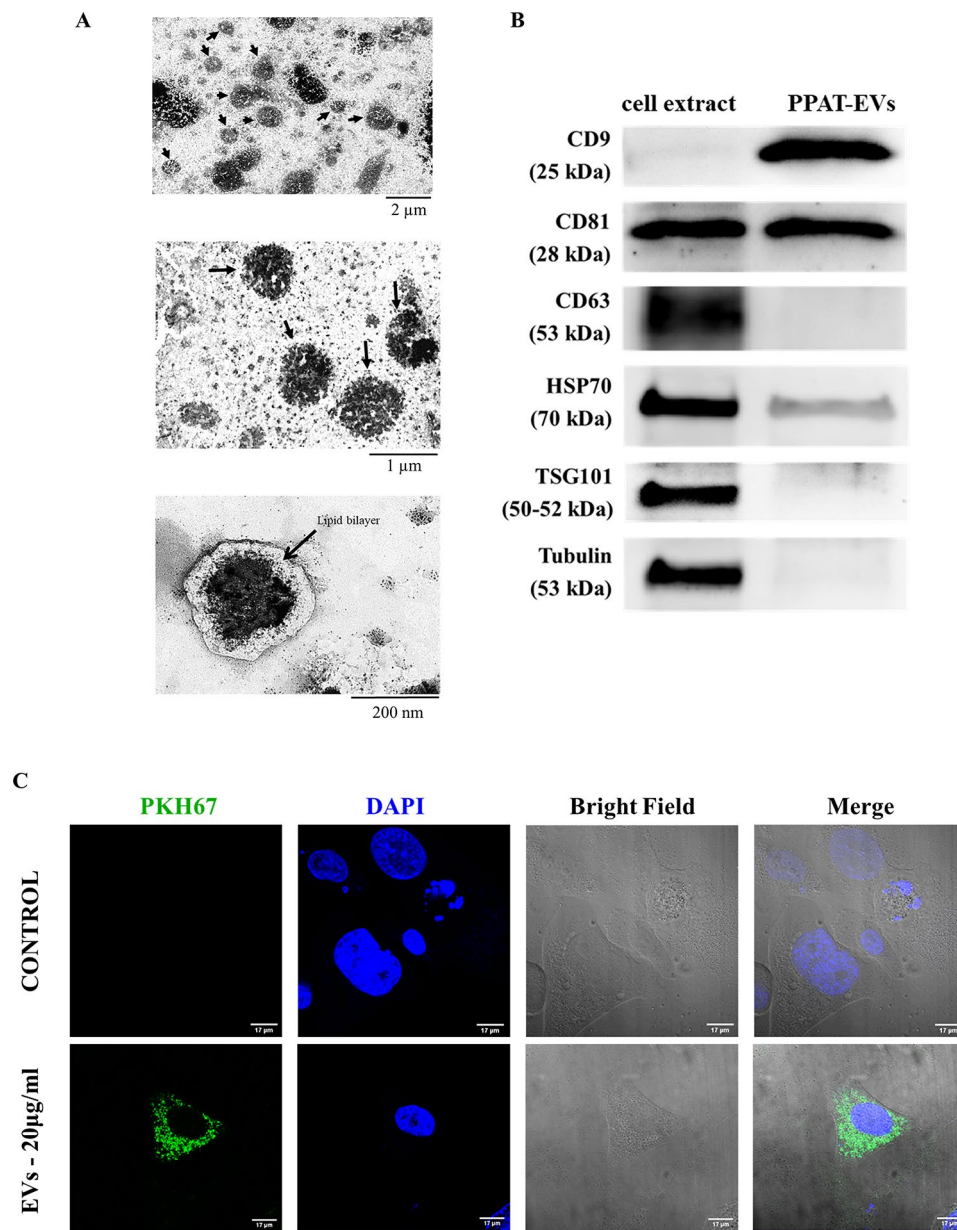 A
2 µm
1 µm
Lipid bilayer
200 nm
B
cell extract PPAT-EVs
CD9
(25 kDa)
CD81
(28 kDa)
CD63
(53 kDa)
HSP70
(70 kDa)
TSG101
(50-52 kDa)
Tubulin
(53 kDa)
C
PKH67 DAPI Bright Field Merge
CONTROL
17 µm 17 µm 17 µm 17 µm
EVs - 20µg/ml
17 µm 17 µm 17 µm 17 µm